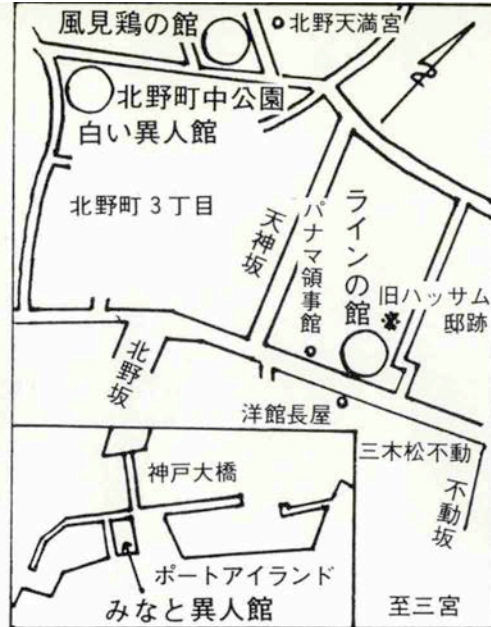 風見鶏の館
北野天満宮
北野町中公園
白い異人館
北野町3丁目
天神坂
パナマ領事館
ラインの館
旧ハッサム
邸跡
北野坂
洋館長屋
三木松不動
不動坂
至三宮
神戸大橋
ポートアイランド
みなと異人館